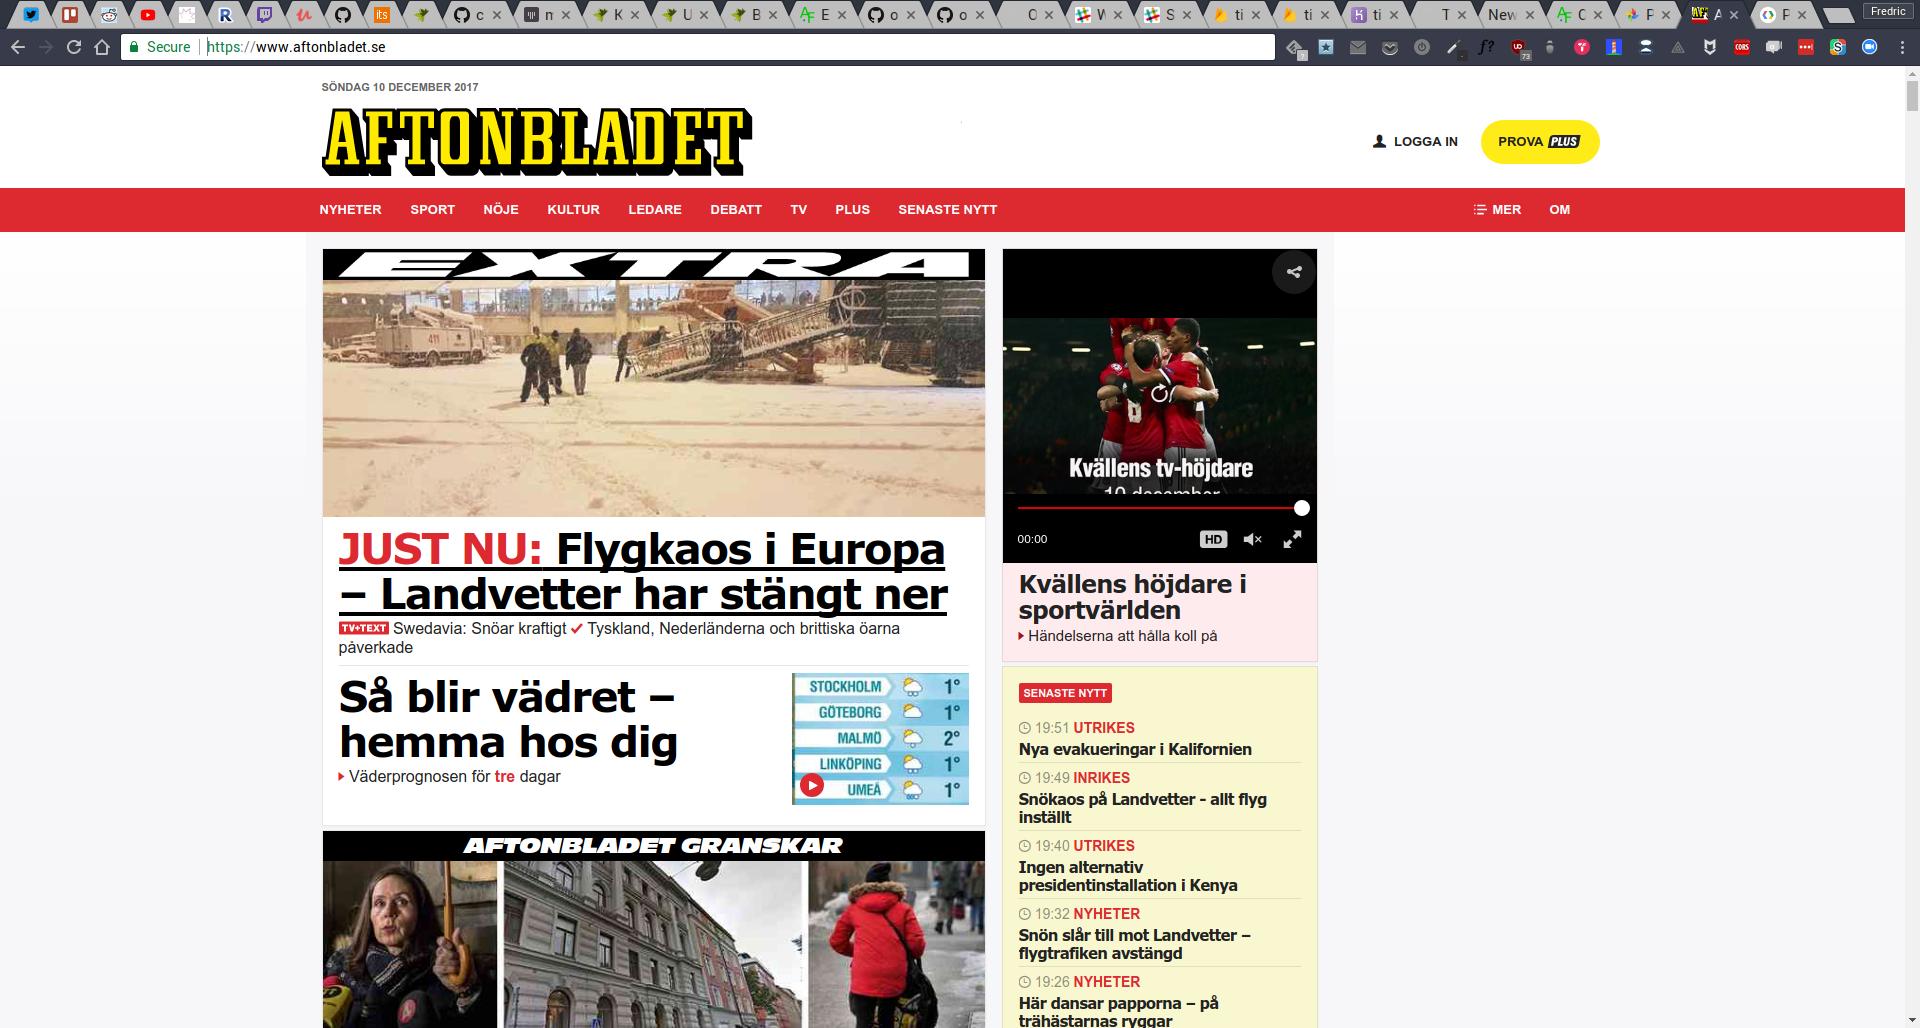 Fredric
Secure
https://www.aftonbladet.se
SÖNDAG 10 DECEMBER 2017
AFTONBLADET
LOGGA IN
PROVA PLUS
NYHETER SPORT NÖJE KULTUR LEDARE DEBATT TV PLUS SENASTE NYTT MER OM
EXTRA
411
JUST NU: Flygkaos i Europa
– Landvetter har stängt ner
TV+TEXT Swedavia: Snöar kraftigt ✓ Tyskland, Nederländerna och brittiska öarna
påverkade
Så blir vädret –
hemma hos dig
Väderprognosen för tre dagar
STOCKHOLM 1°
GÖTEBORG 1°
MALMÖ 2°
LINKÖPING 1°
UMEÅ 1°
AFTONBLADET GRANSKAR
Kvällens tv-höjdare
10 december
00:00
HD
Kvällens höjdare i
sportvärlden
Händelserna att hålla koll på
SENASTE NYTT
19:51 UTRIKES
Nya evakueringar i Kalifornien
19:49 INRIKES
Snökaos på Landvetter - allt flyg
inställt
19:40 UTRIKES
Ingen alternativ
presidentinstallation i Kenya
19:32 NYHETER
Snön slår till mot Landvetter –
flygtrafiken avstängd
19:26 NYHETER
Här dansar papporna – på
trähästarnas ryggar